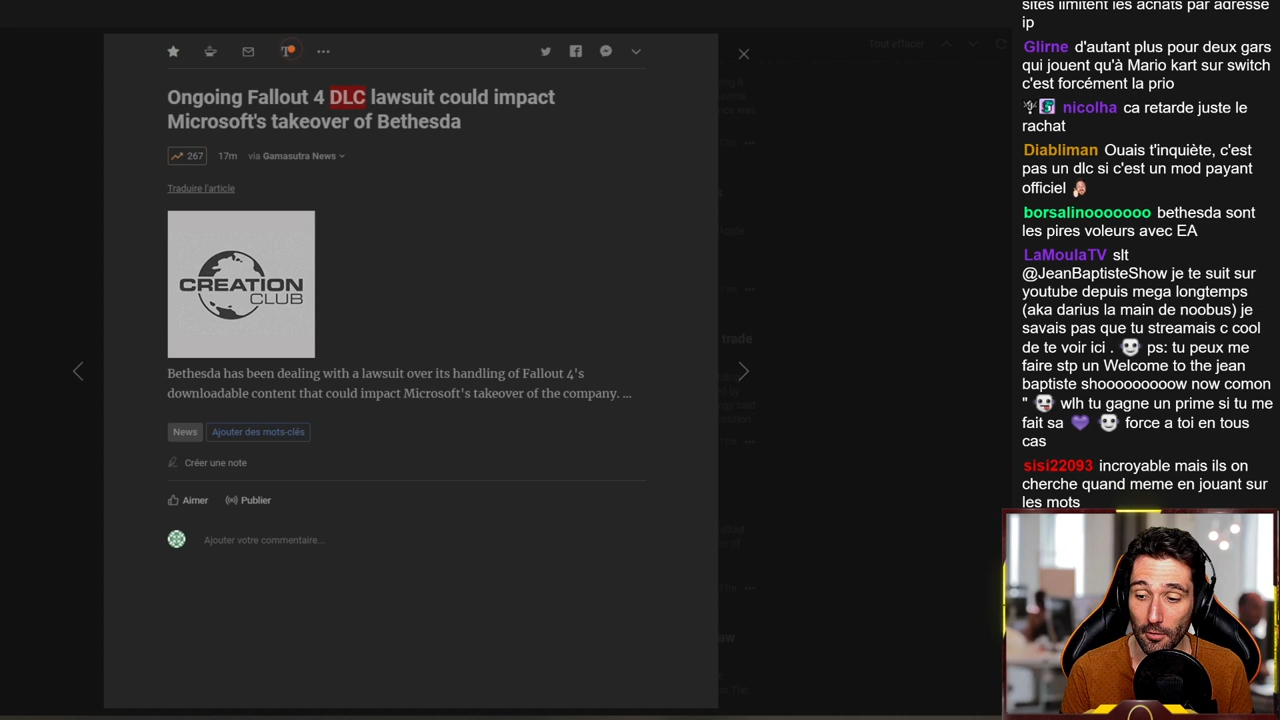 Tout effacer
Ongoing Fallout 4 DLC lawsuit could impact
Microsoft's takeover of Bethesda
267 17m via Gamasutra News
Traduire l'article
CREATION
CLUB
Bethesda has been dealing with a lawsuit over its handling of Fallout 4's
downloadable content that could impact Microsoft's takeover of the company. ...
News Ajouter des mots-clés
Créer une note
Aimer Publier
Ajouter votre commentaire...
trade
sites limitent les achats par adresse
ip
Glirne d'autant plus pour deux gars
qui jouent qu'à Mario kart sur switch
c'est forcément la prio
nicolha ca retarde juste le
rachat
Diabliman Ouais t'inquiète, c'est
pas un dlc si c'est un mod payant
officiel
borsalinooooooo bethesda sont
les pires voleurs avec EA
LaMoulaTV slt
@JeanBaptisteShow je te suit sur
youtube depuis mega longtemps
(aka darius la main de noobus) je
savais pas que tu streamais c cool
de te voir ici . ps: tu peux me
faire stp un Welcome to the jean
baptiste shooooooooow now comon
" wlh tu gagne un prime si tu me
fait sa force a toi en tous
cas
sisi22093 incroyable mais ils on
cherche quand meme en jouant sur
les mots